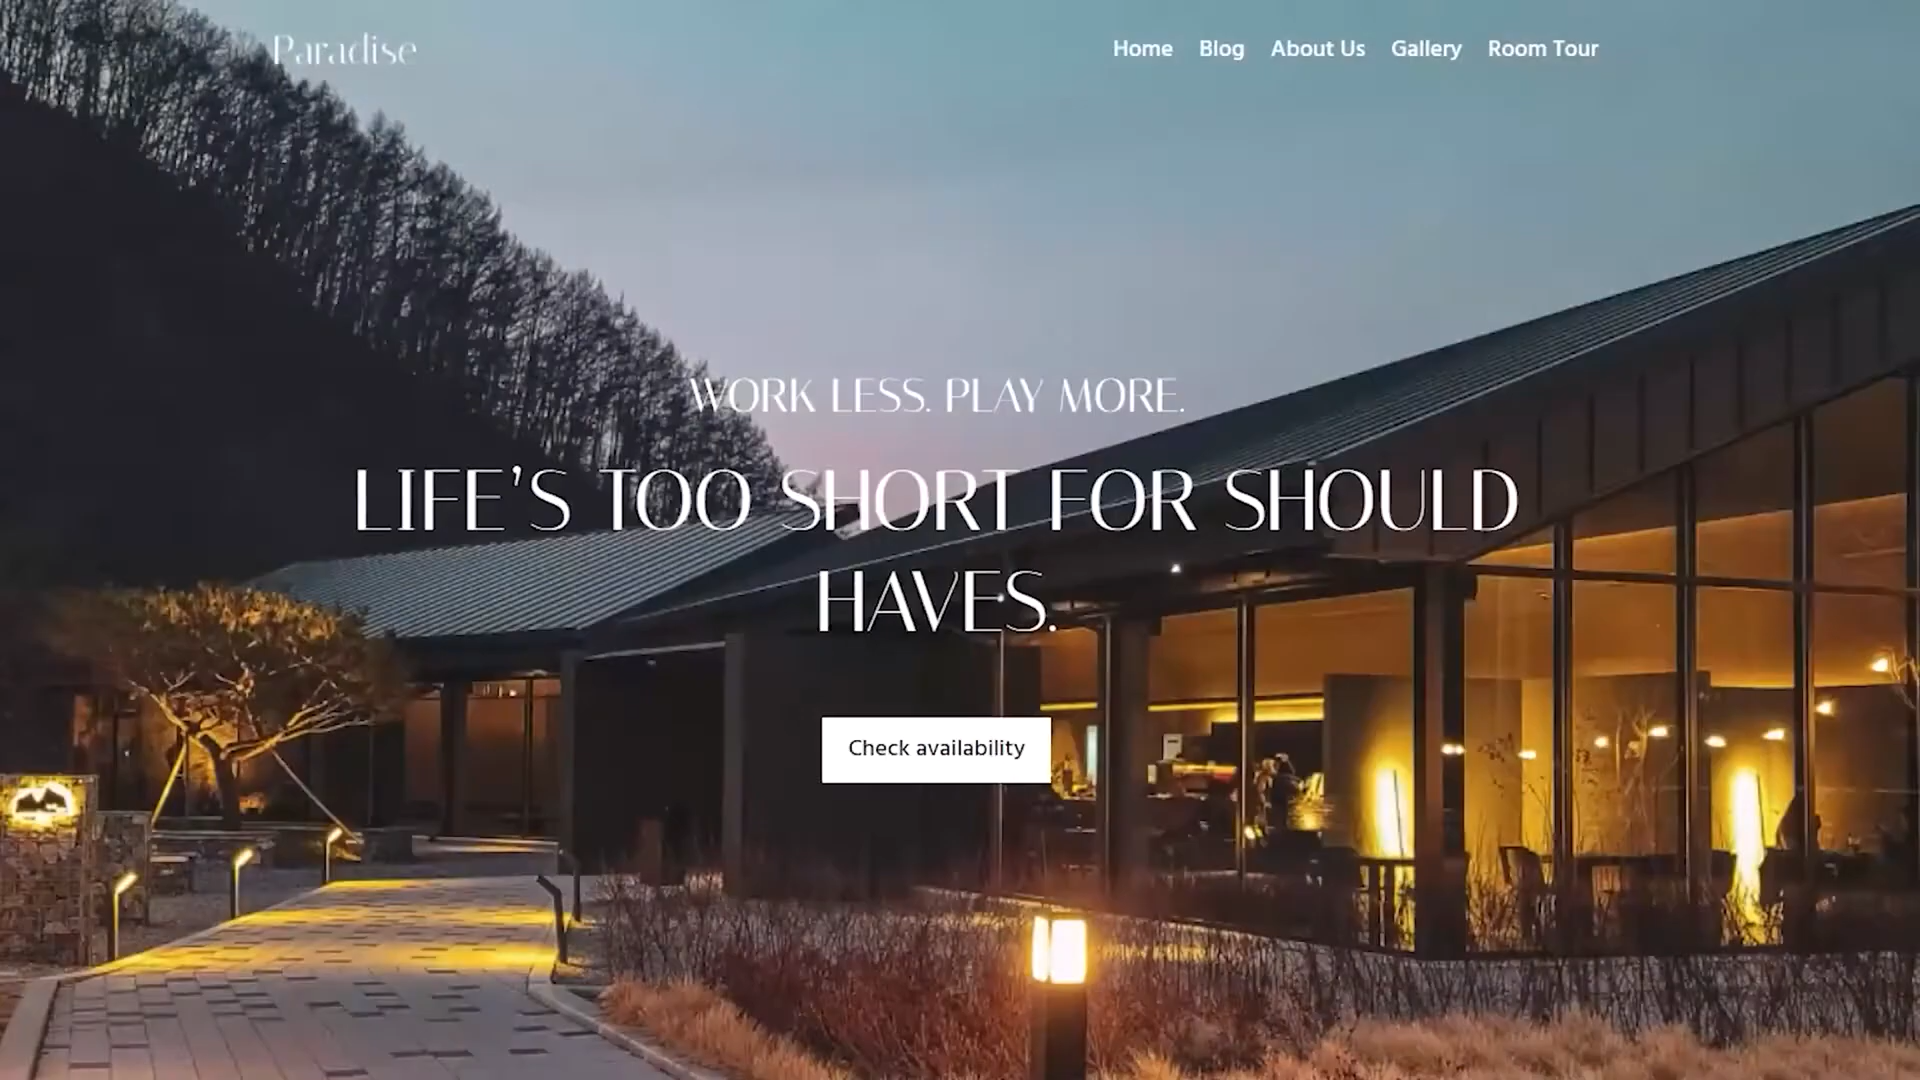 Paradise
Home Blog About Us Gallery Room Tour
WORK LESS. PLAY MORE.
LIFE'S TOO SHORT FOR SHOULD
HAVES.
Check availability